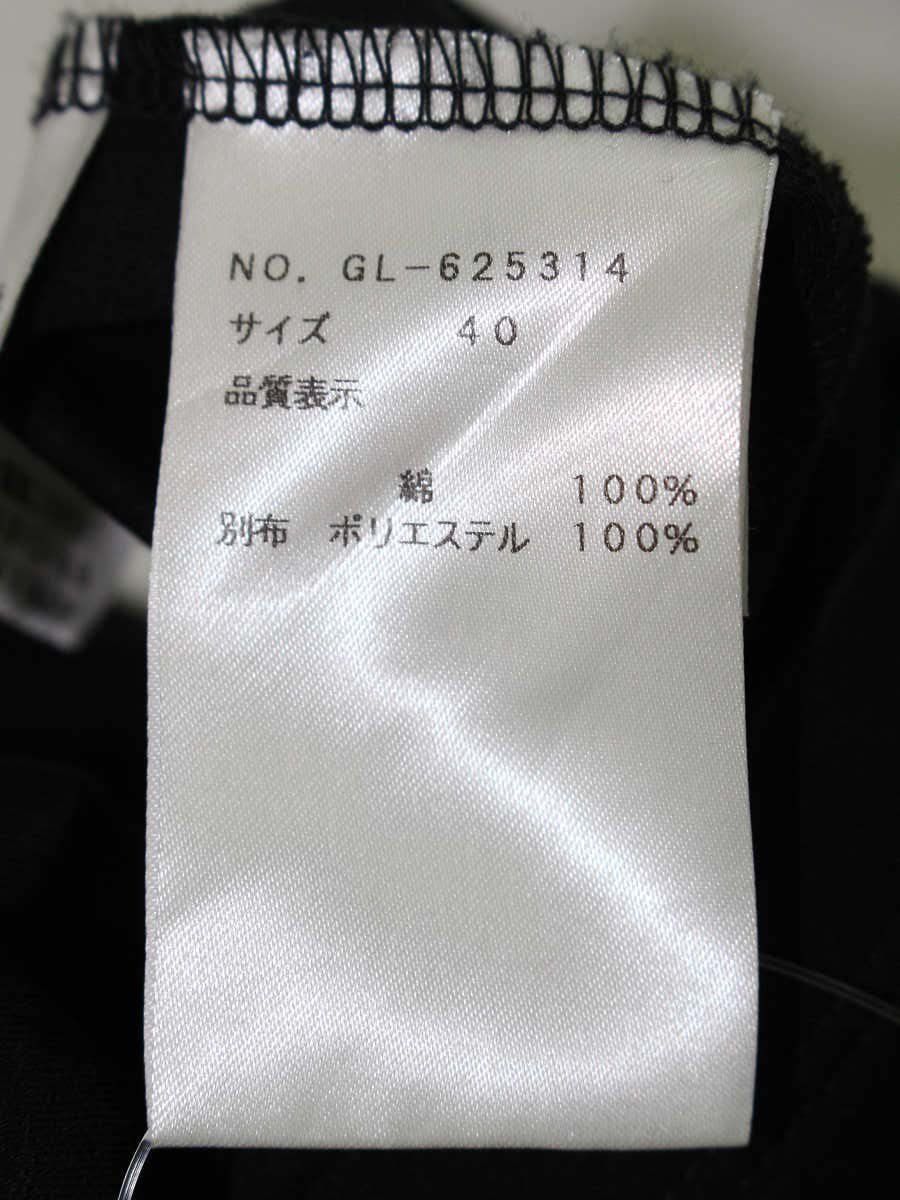 NO. GL-625314
サイズ 40
品質表示
綿 100%
別布 ポリエステル 100%